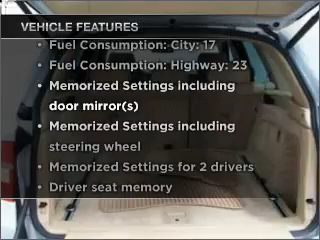 VEHICLE FEATURES
• Fuel Consumption: City: 17
• Fuel Consumption: Highway: 23
• Memorized Settings including
door mirror(s)
• Memorized Settings including
steering wheel
• Memorized Settings for 2 drivers
• Driver seat memory